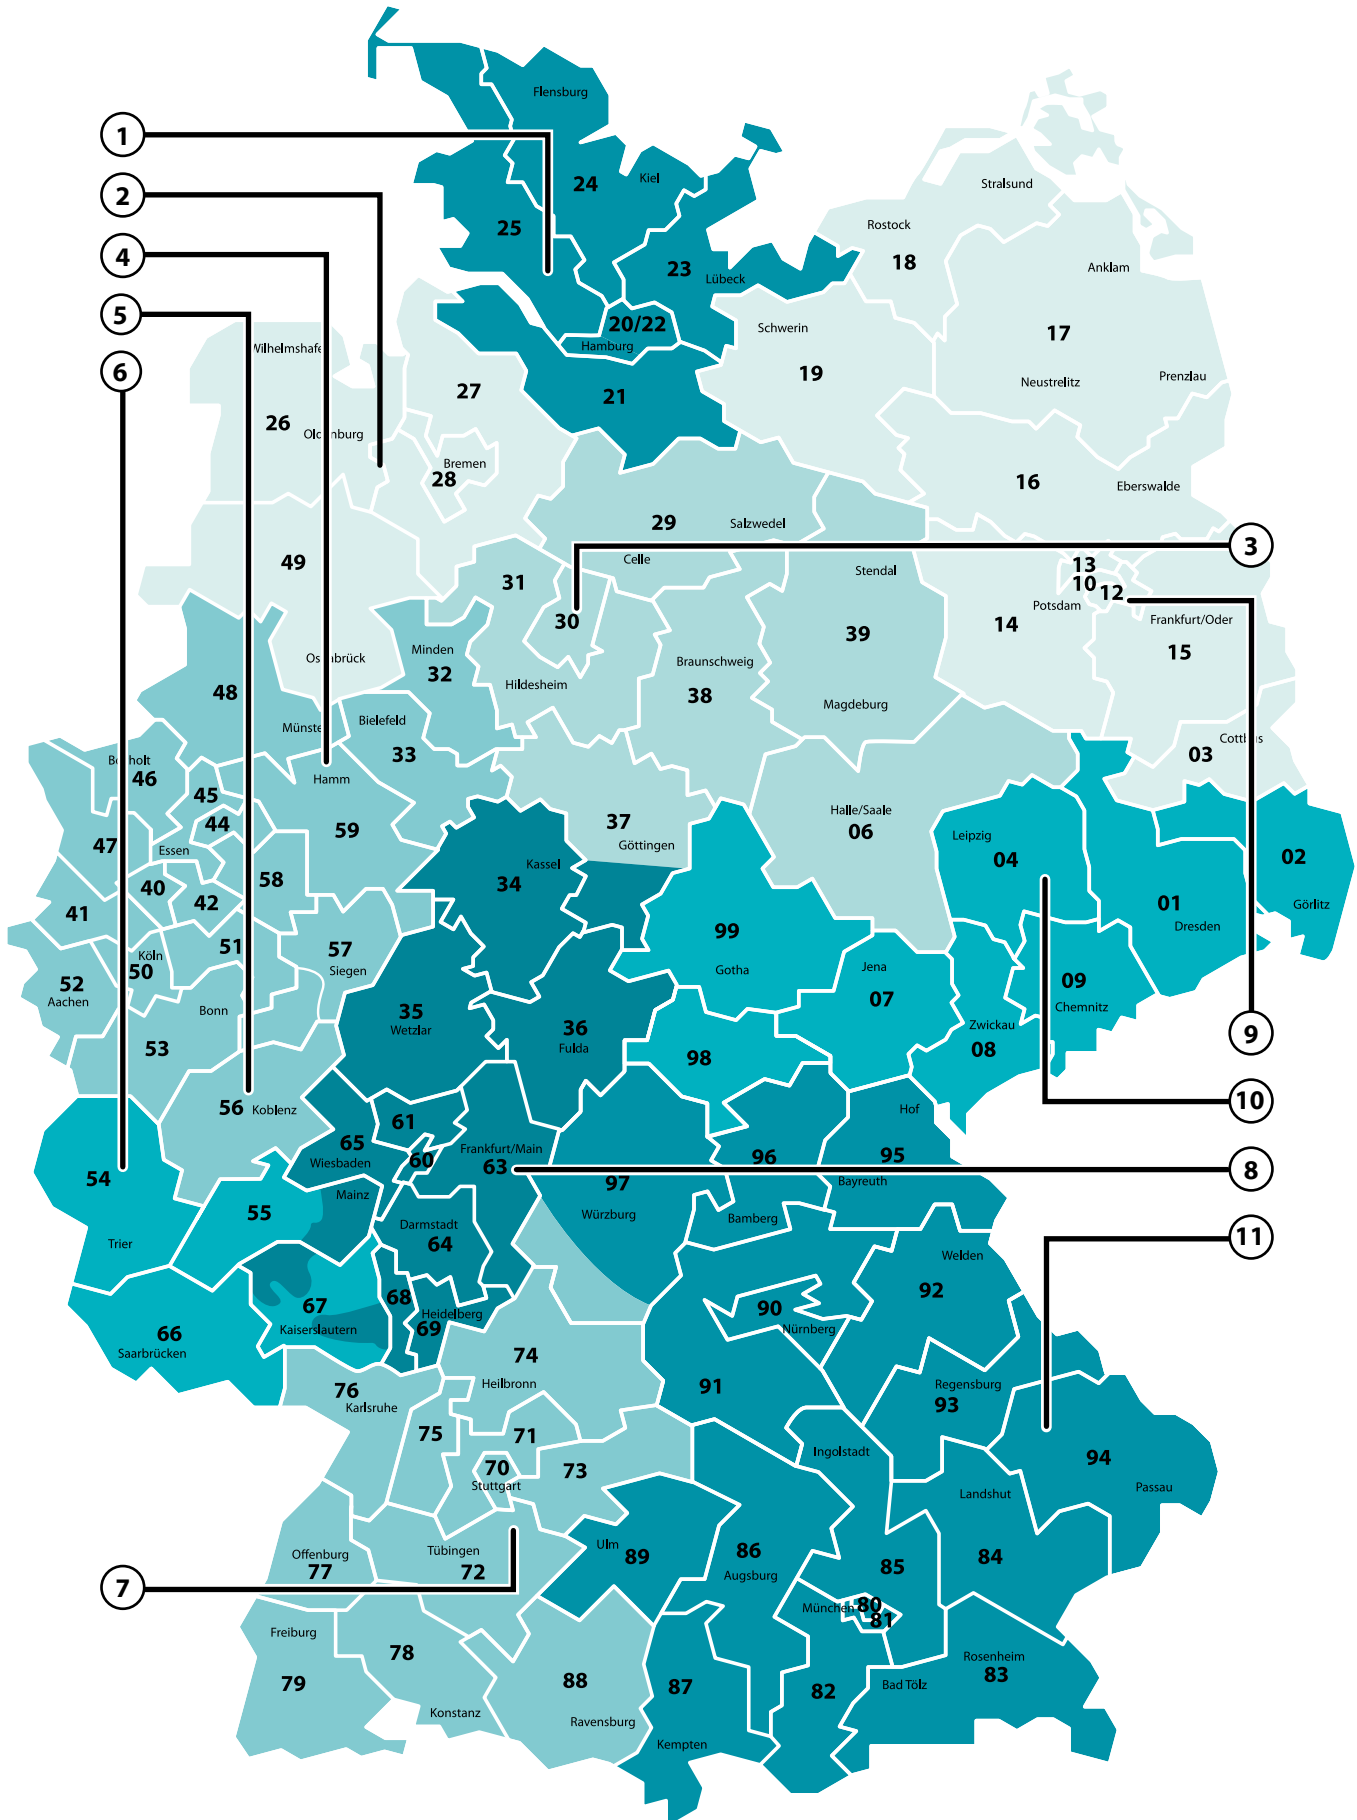 Flensburg
1
Kiel
24
Stralsund
2
25
Rostock
4
18
23
Lübeck
Anklam
5
20/22
Schwerin
17
Hamburg
Wilhelmshafe
6
19
Neustrelitz
Prenzlau
27
21
26
Oldenburg
Bremen
28
16
Eberswalde
29
Salzwedel
3
Celle
49
31
Stendal
13
10
12
Potsdam
30
14
Frankfurt/Oder
39
15
Minden
Osnabrück
32
Braunschweig
Hildesheim
48
38
Magdeburg
Münster
Bielefeld
33
Cottbus
03
Bocholt
46
Hamm
45
Halle/Saale
37
44
59
06
Leipzig
47
Göttingen
Essen
Kassel
04
02
34
58
40
42
01
Görlitz
41
Dresden
99
51
57
Köln
50
Siegen
Gotha
Jena
52
Aachen
09
07
Bonn
35
Wetzlar
36
Chemnitz
Zwickau
9
53
Fulda
98
08
56
Koblenz
Hof
10
61
65
Frankfurt/Main
60
63
96
95
8
54
Wiesbaden
97
Bayreuth
Mainz
55
Würzburg
Bamberg
Darmstadt
64
11
Trier
Welden
92
68
67
Heidelberg
90
69
Kaiserslautern
Nürnberg
66
Saarbrücken
74
Heilbronn
91
Regensburg
76
Karlsruhe
93
75
71
Ingolstadt
94
70
73
Stuttgart
Landshut
Passau
Ulm
Tübingen
86
Offenburg
89
84
77
72
85
Augsburg
7
80
München
81
Freiburg
78
Rosenheim
79
88
87
82
Bad Tölz
83
Konstanz
Ravensburg
Kempten